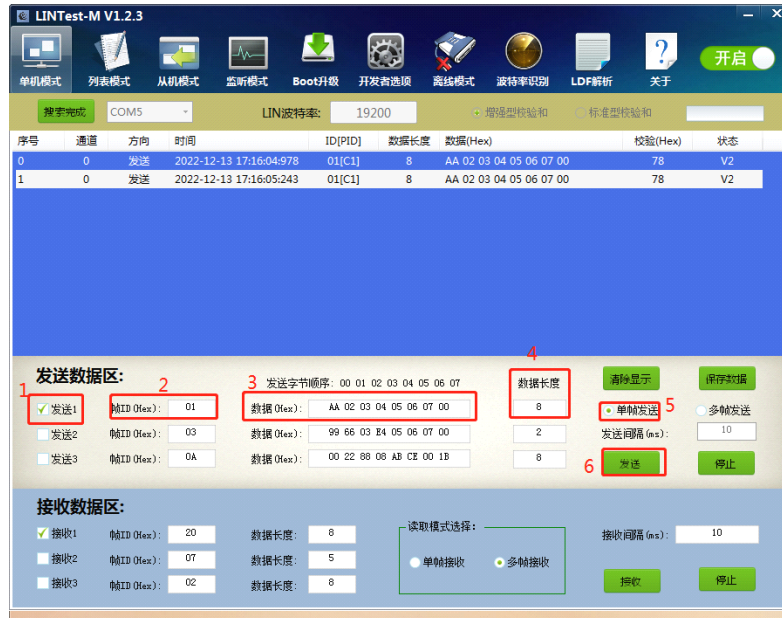 LINTest-M V1.2.3
单机模式 列表模式 从机模式 监听模式 Boot升级 开发者选项 离线模式 波特率识别 LDF解析 关于 开启
搜索完成 COM5 LIN波特率: 19200 增强型校验和 标准型校验和
序号 通道 方向 时间 ID[PID] 数据长度 数据(Hex) 校验(Hex) 状态
0 0 发送 2022-12-13 17:16:04:978 01[C1] 8 AA 02 03 04 05 06 07 00 78 V2
1 0 发送 2022-12-13 17:16:05:243 01[C1] 8 AA 02 03 04 05 06 07 00 78 V2
4
发送数据区: 2 3 发送字节顺序: 00 01 02 03 04 05 06 07 数据长度 清除显示 保存数据
1 发送1 帧ID(Hex): 01 数据(Hex): AA 02 03 04 05 06 07 00 8 单帧发送 5 多帧发送
发送2 帧ID(Hex): 03 数据(Hex): 99 66 03 E4 05 06 07 00 2 发送间隔(ms): 10
发送3 帧ID(Hex): 0A 数据(Hex): 00 22 88 08 AB CE 00 1B 8 6 发送 停止
接收数据区:
接收1 帧ID(Hex): 20 数据长度: 8 读取模式选择: 接收间隔(ms): 10
接收2 帧ID(Hex): 07 数据长度: 5 单帧接收 多帧接收
接收3 帧ID(Hex): 02 数据长度: 8 接收 停止